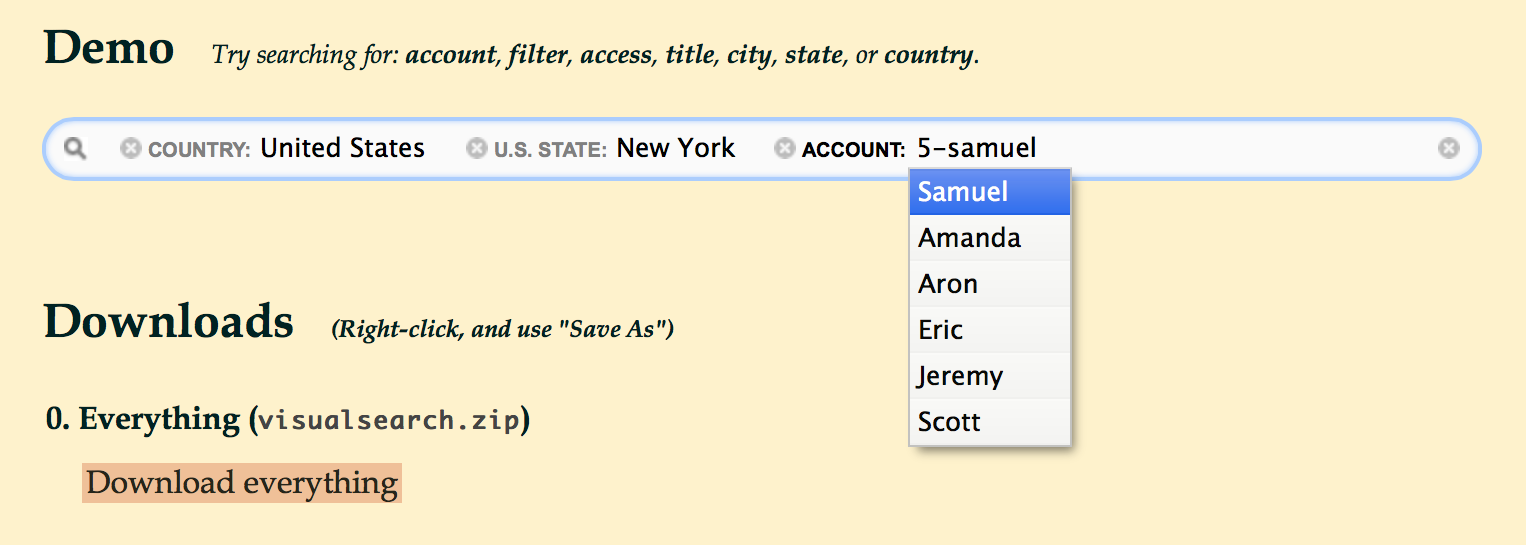 Demo Try searching for: account, filter, access, title, city, state, or country.
COUNTRY: United States U.S. STATE: New York ACCOUNT: 5-samuel
Samuel
Amanda
Aron
Eric
Jeremy
Scott
Downloads (Right-click, and use "Save As")
0. Everything (visualsearch.zip)
Download everything